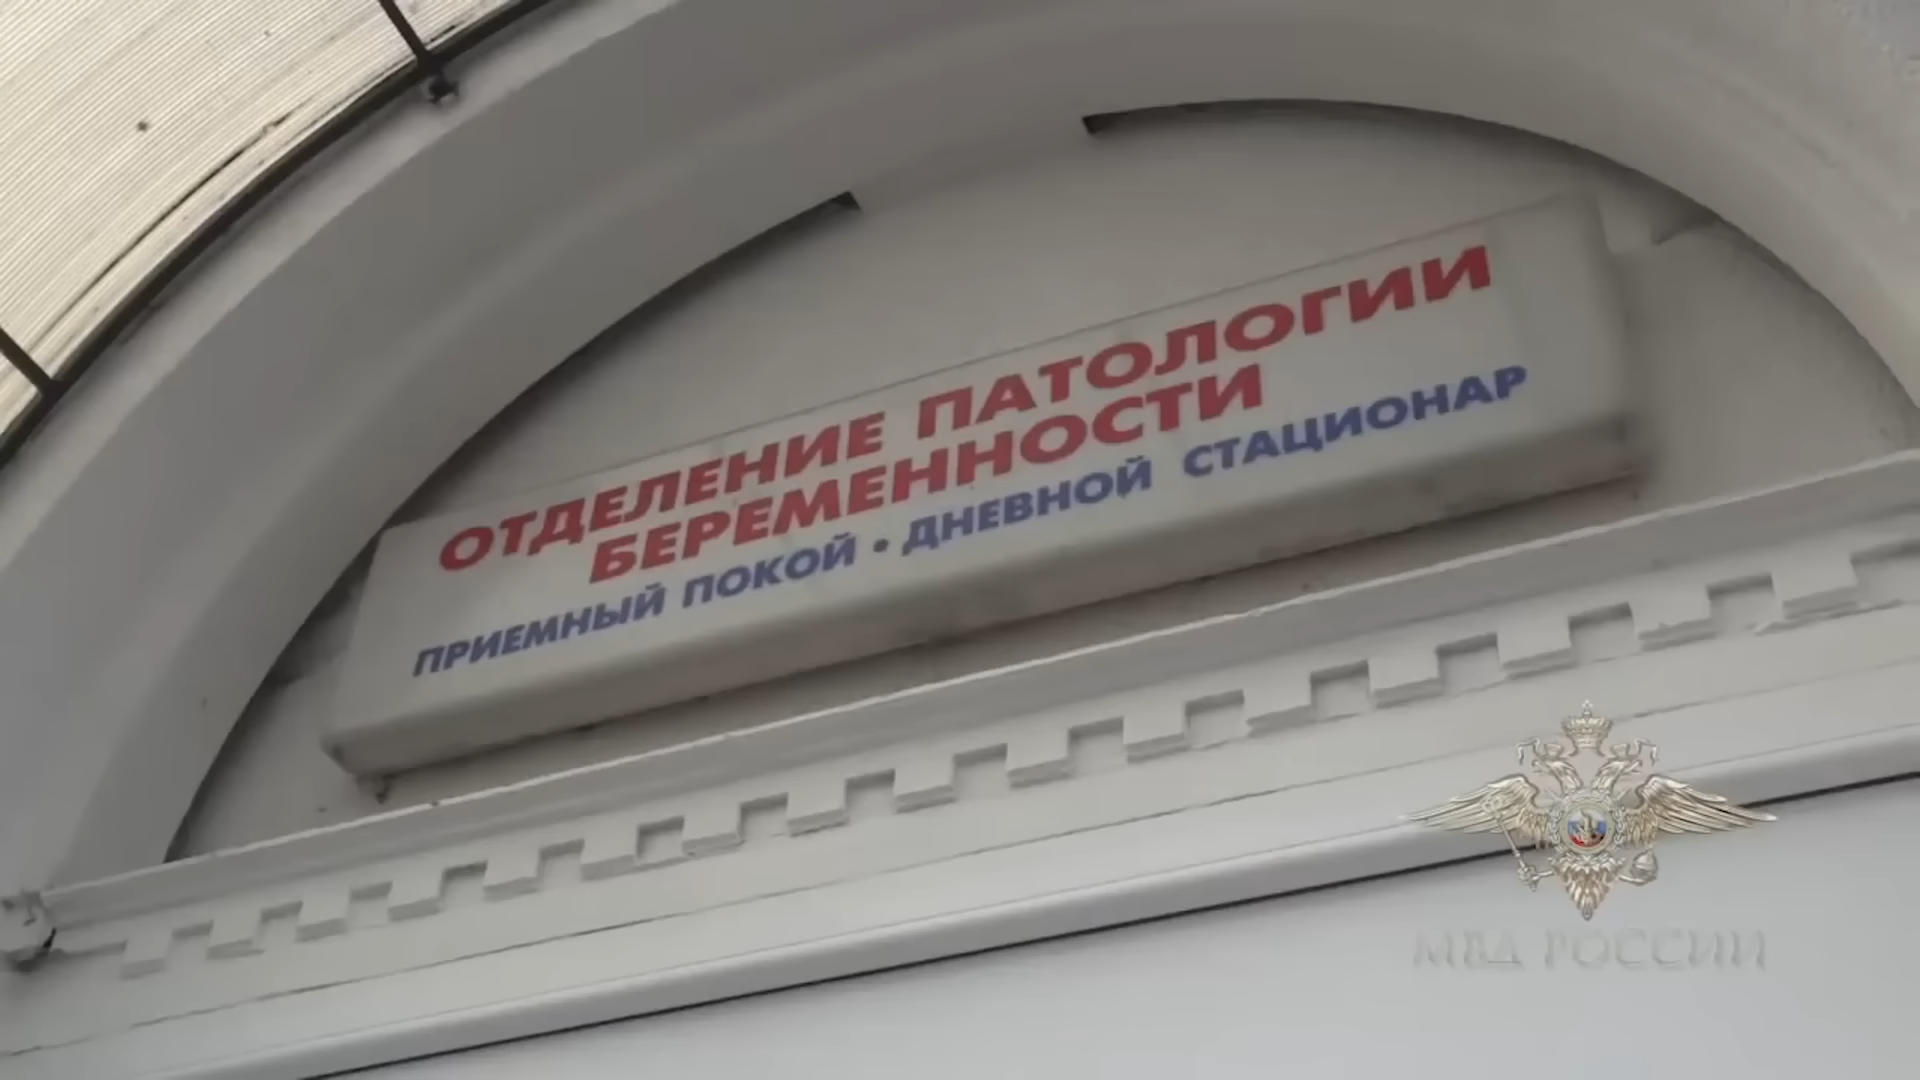 ОТДЕЛЕНИЕ ПАТОЛОГИИ
БЕРЕМЕННОСТИ
ПРИЕМНЫЙ ПОКОЙ • ДНЕВНОЙ СТАЦИОНАР
МВД РОССИИ